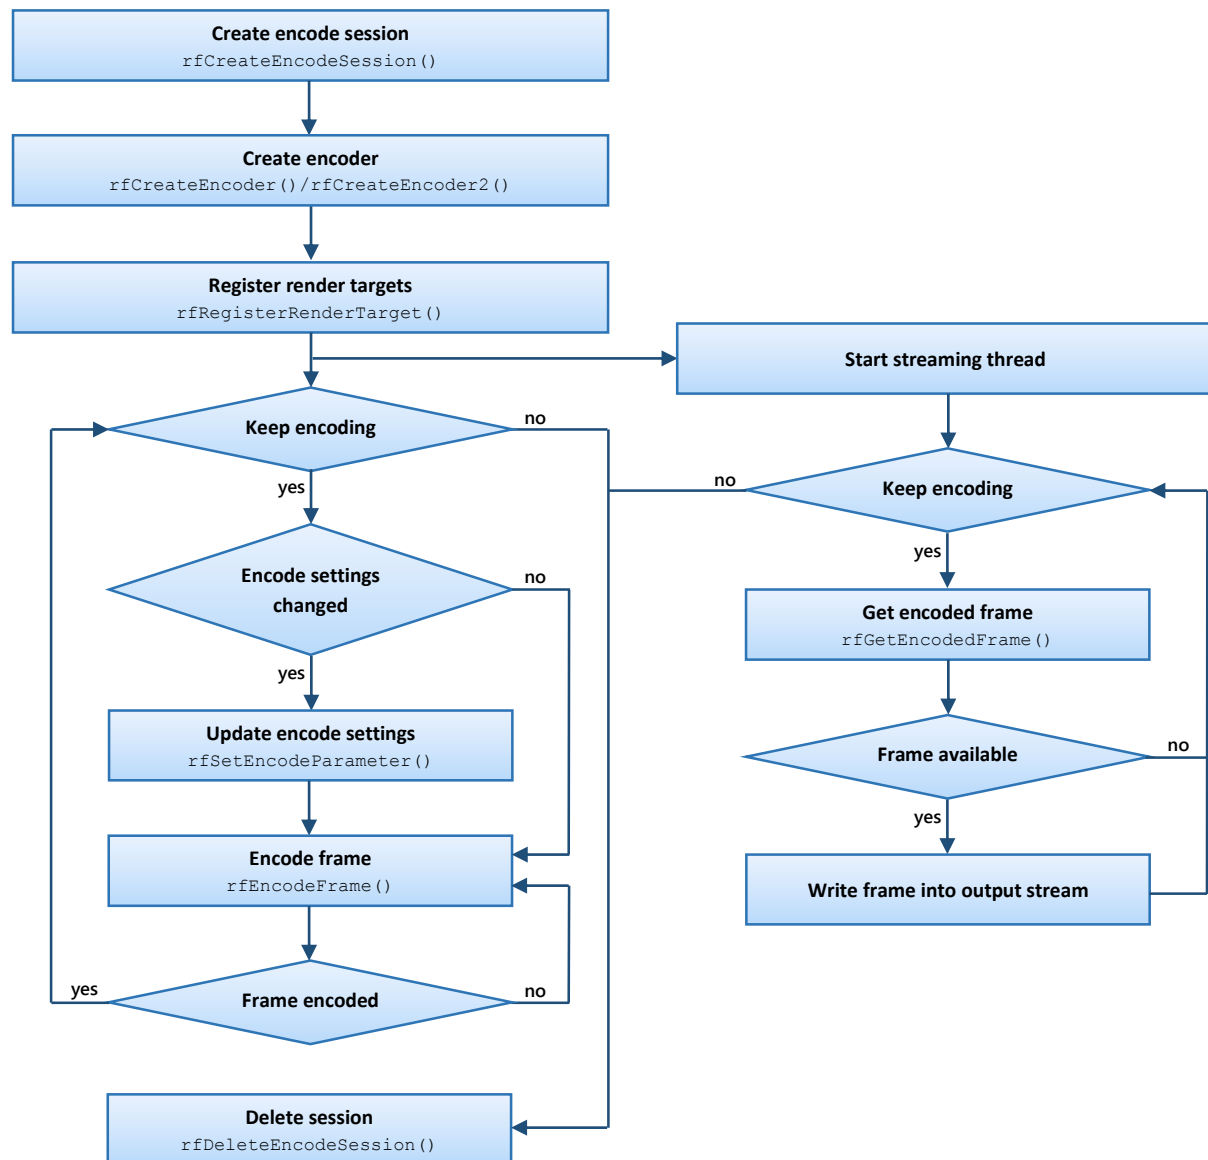 Create encode session
rfCreateEncodeSession()
Create encoder
rfCreateEncoder()/rfCreateEncoder2()
Register render targets
rfRegisterRenderTarget()
Start streaming thread
Keep encoding
no
yes
Encode settings
changed
no
yes
Update encode settings
rfSetEncodeParameter()
Encode frame
rfEncodeFrame()
Frame encoded
yes
no
Delete session
rfDeleteEncodeSession()
Keep encoding
no
yes
Get encoded frame
rfGetEncodedFrame()
Frame available
no
yes
Write frame into output stream